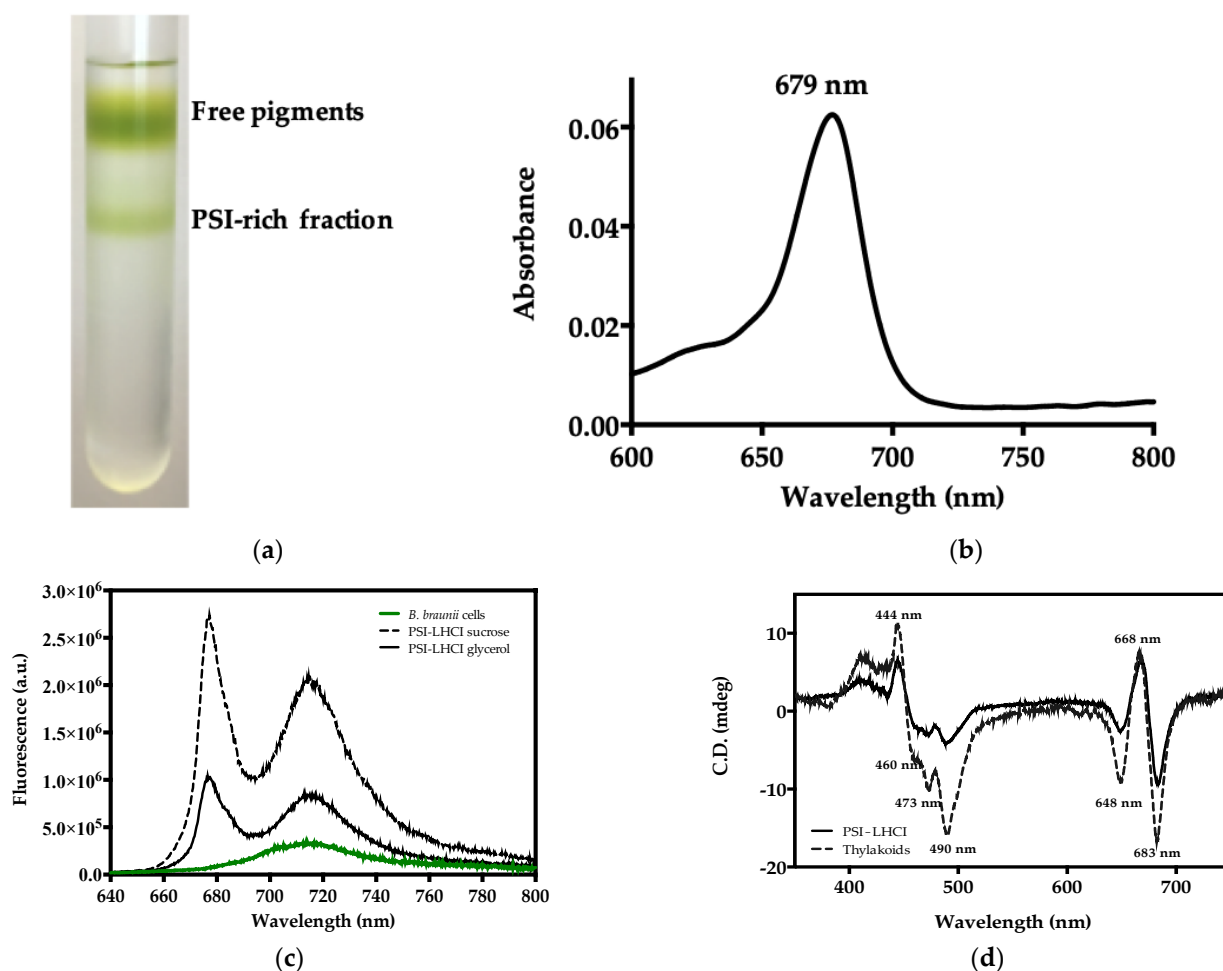 Free pigments
PSI-rich fraction
(a)
679 nm
0.06
0.04
0.02
0.00
Absorbance
600 650 700 750 800
Wavelength (nm)
(b)
3.0×10⁶
2.5×10⁶
2.0×10⁶
1.5×10⁶
1.0×10⁶
5.0×10⁵
0.0
Fluorescence (a.u.)
B. braunii cells
PSI-LHCI sucrose
PSI-LHCI glycerol
640 660 680 700 720 740 760 780 800
Wavelength (nm)
(c)
10
0
-10
-20
C.D. (mdeg)
444 nm
668 nm
460 nm
473 nm
490 nm
648 nm
683 nm
PSI-LHCI
Thylakoids
400 500 600 700
Wavelength (nm)
(d)